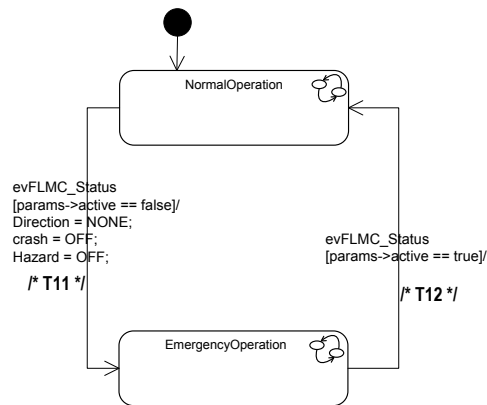 NormalOperation
evFLMC_Status
[params->active == false]/
Direction = NONE;
crash = OFF;
Hazard = OFF;
/* T11 */
evFLMC_Status
[params->active == true]/
/* T12 */
EmergencyOperation